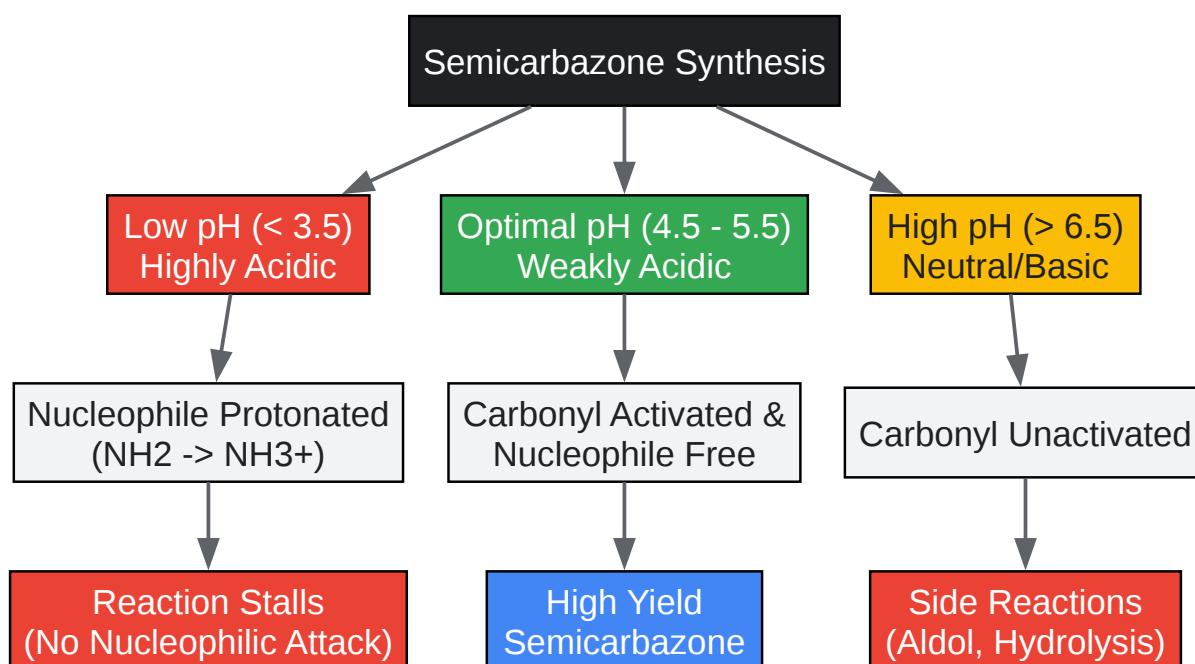 Semicarbazone Synthesis
Low pH (< 3.5)
Highly Acidic
Optimal pH (4.5 - 5.5)
Weakly Acidic
High pH (> 6.5)
Neutral/Basic
Nucleophile Protonated
(NH2 -> NH3+)
Carbonyl Activated &
Nucleophile Free
Carbonyl Unactivated
Reaction Stalls
(No Nucleophilic Attack)
High Yield
Semicarbazone
Side Reactions
(Aldol, Hydrolysis)